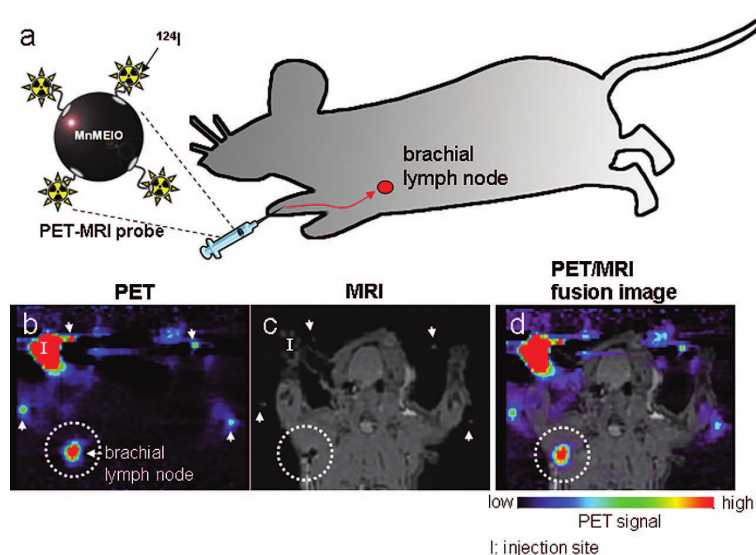 a
124I
MnMEIO
PET-MRI probe
brachial
lymph node
PET
MRI
PET/MRI
fusion image
b
I
brachial
lymph node
c
I
d
I
low
high
PET signal
I: injection site